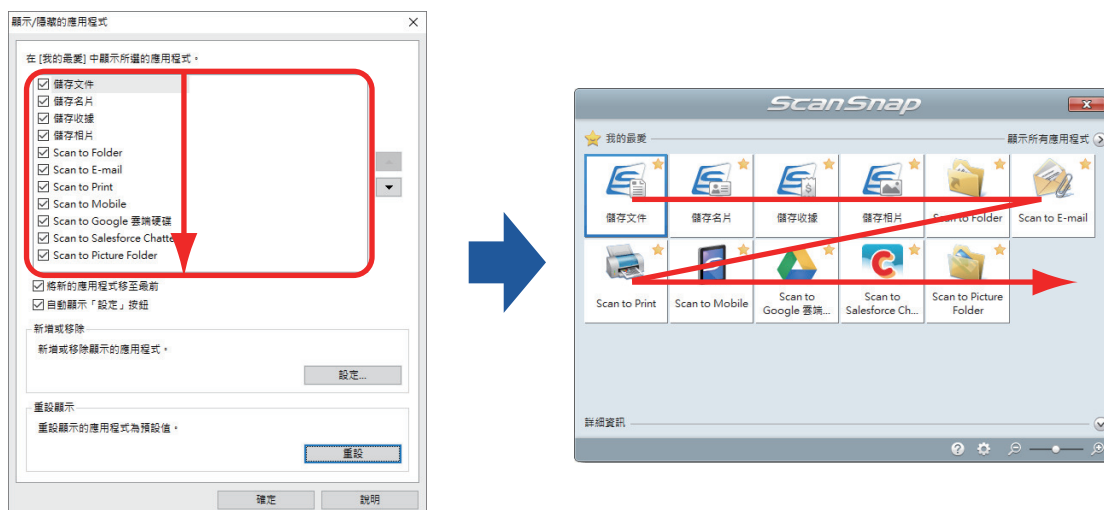 顯示/隱藏的應用程式
在 [我的最愛] 中顯示所選的應用程式。
儲存文件
儲存名片
儲存收據
儲存相片
Scan to Folder
Scan to E-mail
Scan to Print
Scan to Mobile
Scan to Google 雲端硬碟
Scan to Salesforce Chatte
Scan to Picture Folder
將新的應用程式移至最前
自動顯示「設定」按鈕
新增或移除
新增或移除顯示的應用程式。
設定...
重設顯示
重設顯示的應用程式為預設值。
重設
確定
說明
ScanSnap
我的最愛
顯示所有應用程式
儲存文件
儲存名片
儲存收據
儲存相片
Scan to Folder
Scan to E-mail
Scan to Print
Scan to Mobile
Scan to
Google 雲端...
Scan to
Salesforce Ch...
Scan to Picture
Folder
詳細資訊